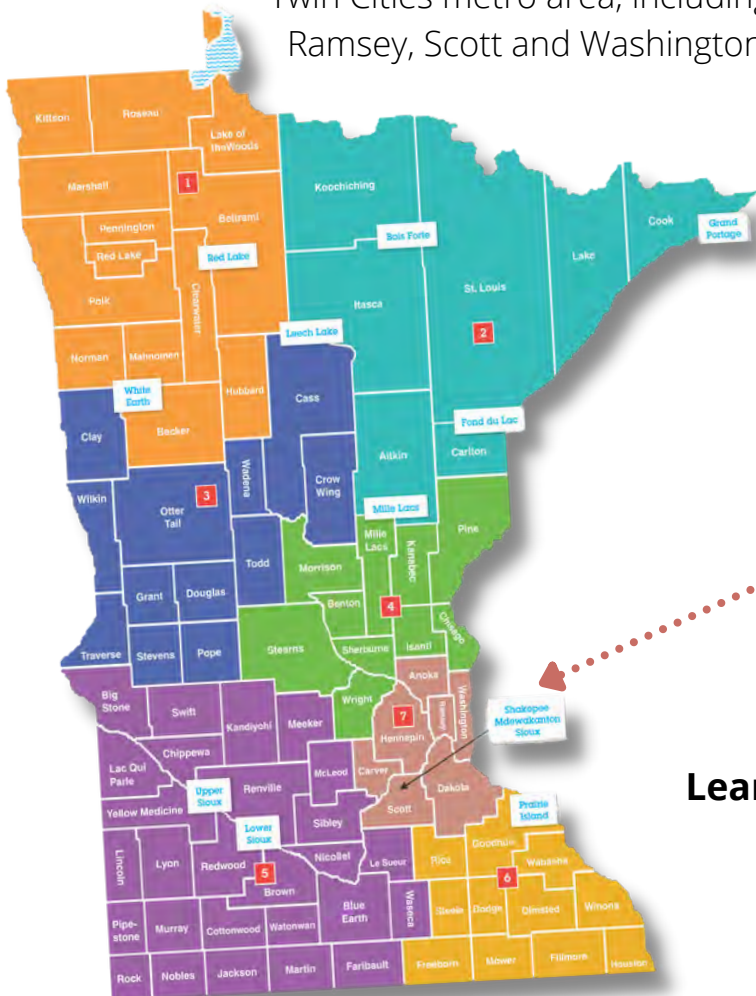 Twin Cities metro area, including
Ramsey, Scott and Washington
Kittson
Roseau
Lake of
theWoods
Marshall
1
Beltrami
Koochiching
Pennington
Red Lake
Red Lake
Bois Forte
Cook
Grand
Portage
Lake
Polk
Clearwater
Itasca
St. Louis
2
Leech Lake
Norman
Mahnomen
White
Earth
Hubbard
Cass
Becker
Clay
Fond du Lac
Aitkin
Carlton
Wadena
Crow
Wing
Wilkin
Otter
Tail
3
Mille Lacs
Mille
Lacs
Kanabec
Pine
Todd
Morrison
Grant
Douglas
Benton
4
Chisago
Traverse
Stevens
Pope
Stearns
Sherburne
Isanti
Anoka
Big
Stone
Swift
Kandiyohi
Meeker
Wright
7
Hennepin
Ramsey
Washington
Shakopee
Mdewakanton
Sioux
Chippewa
Lac Qui
Parle
Renville
McLeod
Carver
Scott
Dakota
Lear
Upper
Sioux
Yellow Medicine
Sibley
Prairie
Island
Lower
Sioux
Lincoln
Lyon
Redwood
5
Brown
Nicollet
Le Sueur
Rice
Goodhue
Wabasha
6
Pipe-
stone
Murray
Cottonwood
Watonwan
Blue
Earth
Waseca
Steele
Dodge
Olmsted
Winona
Rock
Nobles
Jackson
Martin
Faribault
Freeborn
Mower
Fillmore
Houston